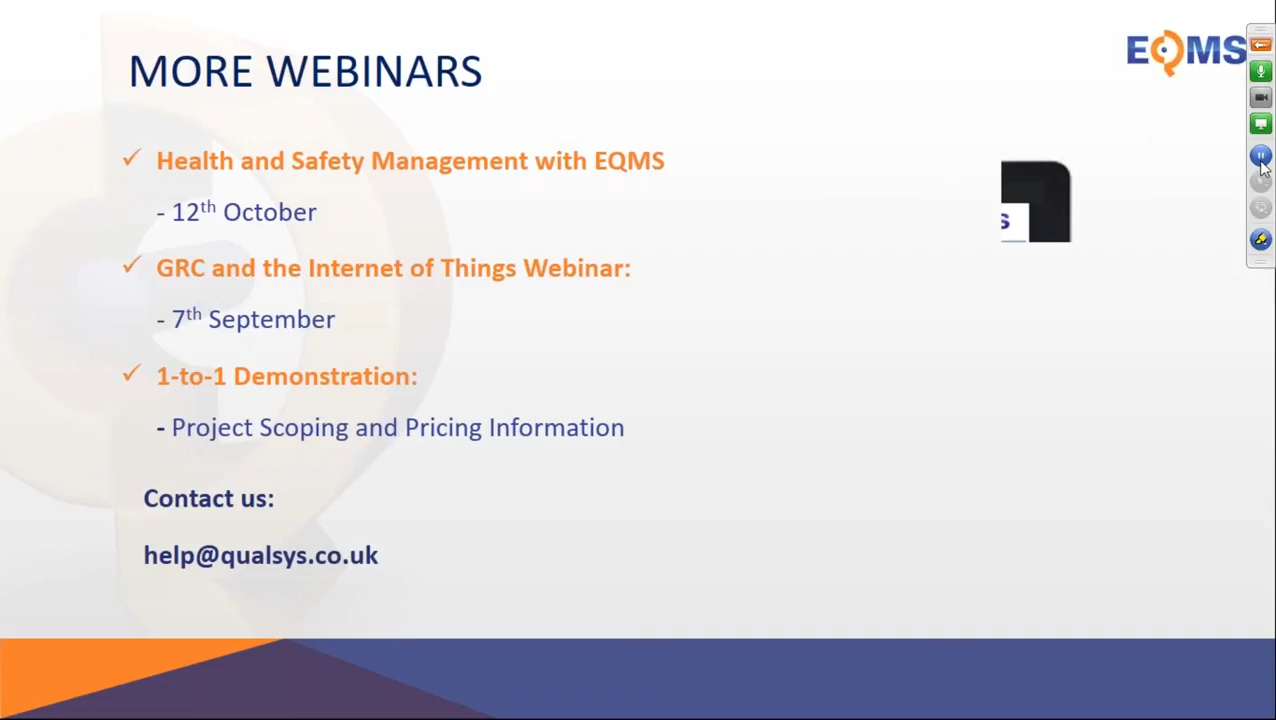 MORE WEBINARS
EQMS
✓ Health and Safety Management with EQMS
- 12th October
✓ GRC and the Internet of Things Webinar:
- 7th September
✓ 1-to-1 Demonstration:
- Project Scoping and Pricing Information
Contact us:
help@qualsys.co.uk